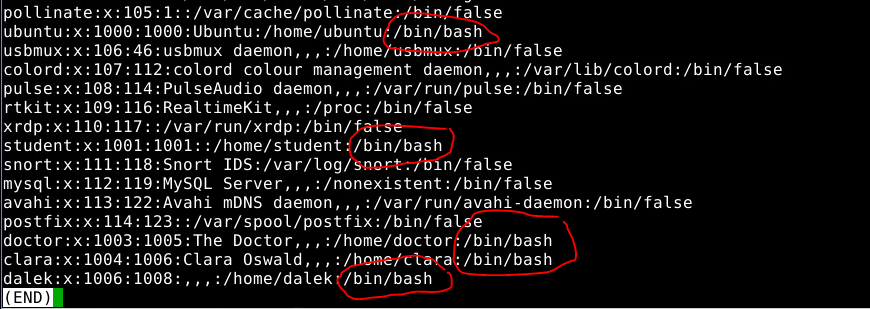 pollinate:x:105:1::/var/cache/pollinate:/bin/false
ubuntu:x:1000:1000:Ubuntu:/home/ubuntu:/bin/bash
usbmux:x:106:46:usbmux daemon,,,:/home/usbmux:/bin/false
colord:x:107:112:colord colour management daemon,,,:/var/lib/colord:/bin/false
pulse:x:108:114:PulseAudio daemon,,,:/var/run/pulse:/bin/false
rtkit:x:109:116:RealtimeKit,,,:/proc:/bin/false
xrdp:x:110:117::/var/run/xrdp:/bin/false
student:x:1001:1001::/home/student:/bin/bash
snort:x:111:118:Snort IDS:/var/log/snort:/bin/false
mysql:x:112:119:MySQL Server,,,:/nonexistent:/bin/false
avahi:x:113:122:Avahi mDNS daemon,,,:/var/run/avahi-daemon:/bin/false
postfix:x:114:123::/var/spool/postfix:/bin/false
doctor:x:1003:1005:The Doctor,,,:/home/doctor:/bin/bash
clara:x:1004:1006:Clara Oswald,,,:/home/clara:/bin/bash
dalek:x:1006:1008:,,,:/home/dalek:/bin/bash
(END)